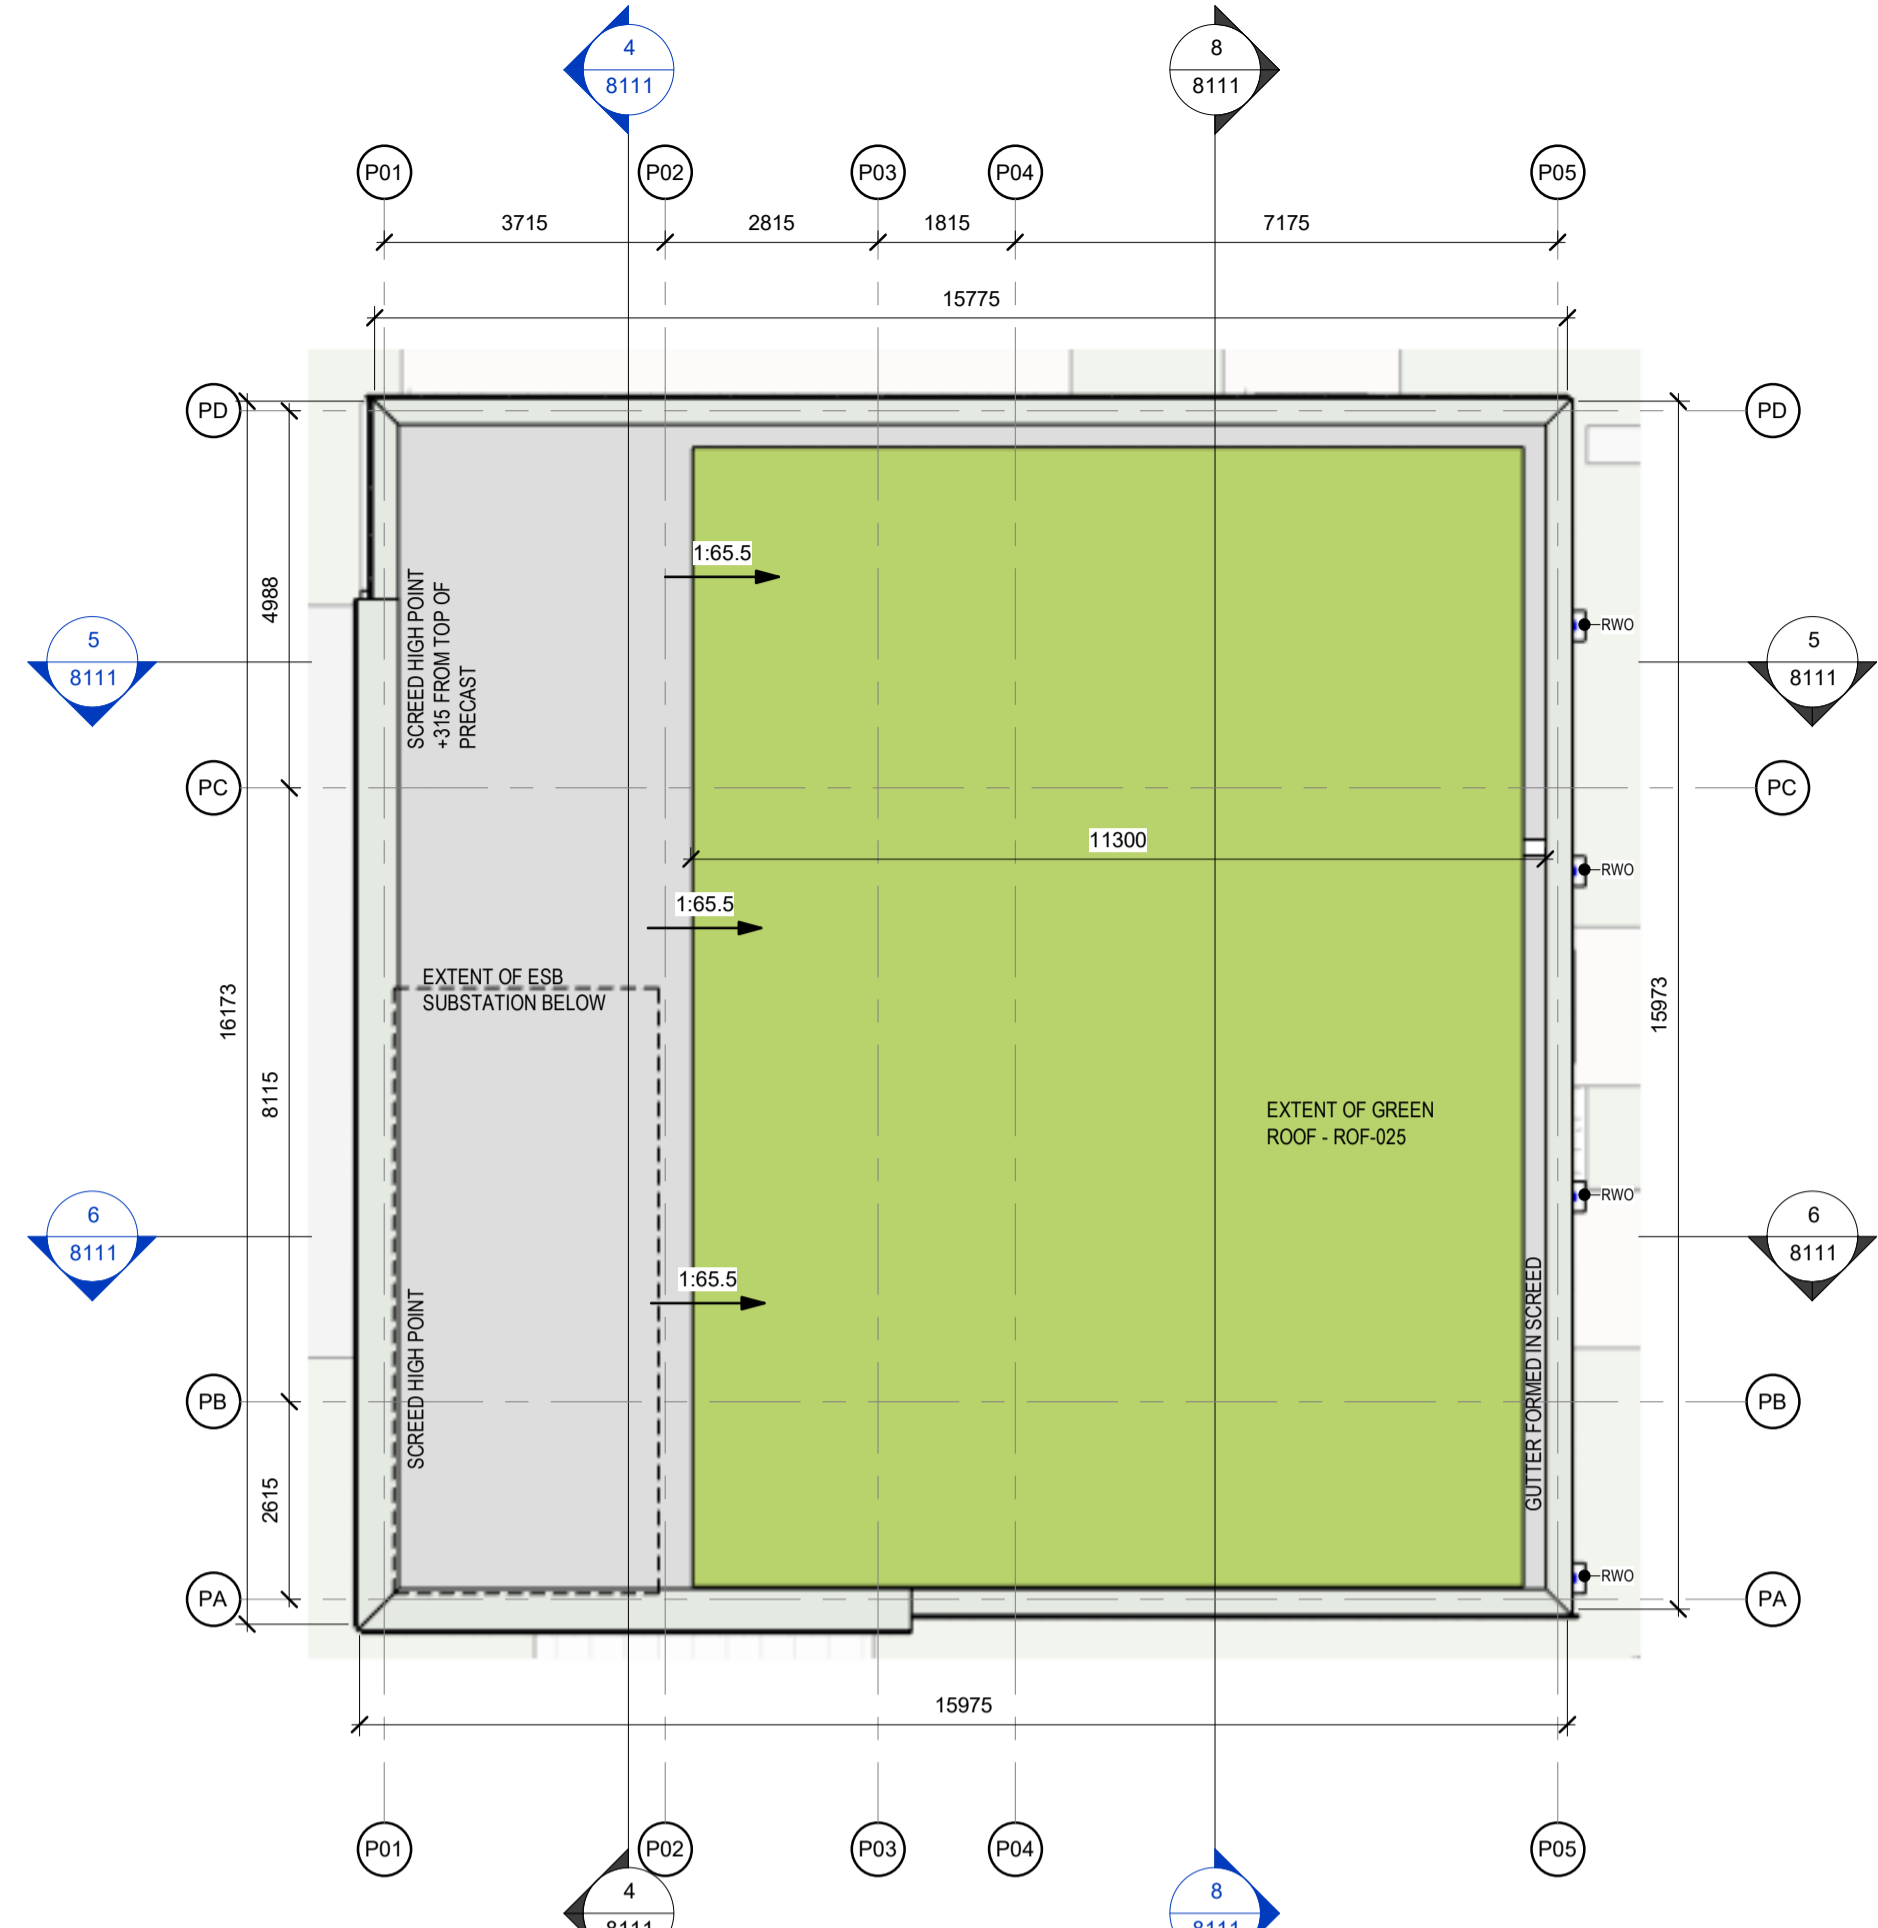 4
8111
8
8111
P01
P02
P03
P04
P05
3715
2815
1815
7175
15775
PD
PD
1:65.5
SCREED HIGH POINT
+315 FROM TOP OF
PRECAST
4988
RWO
5
8111
5
8111
PC
PC
11300
RWO
1:65.5
EXTENT OF ESB
SUBSTATION BELOW
16173
8115
15973
EXTENT OF GREEN
ROOF - ROF-025
RWO
6
8111
6
8111
1:65.5
SCREED HIGH POINT
GUTTER FORMED IN SCREED
PB
PB
2615
RWO
PA
PA
15975
P01
P02
P03
P04
P05
4
8111
8
8111